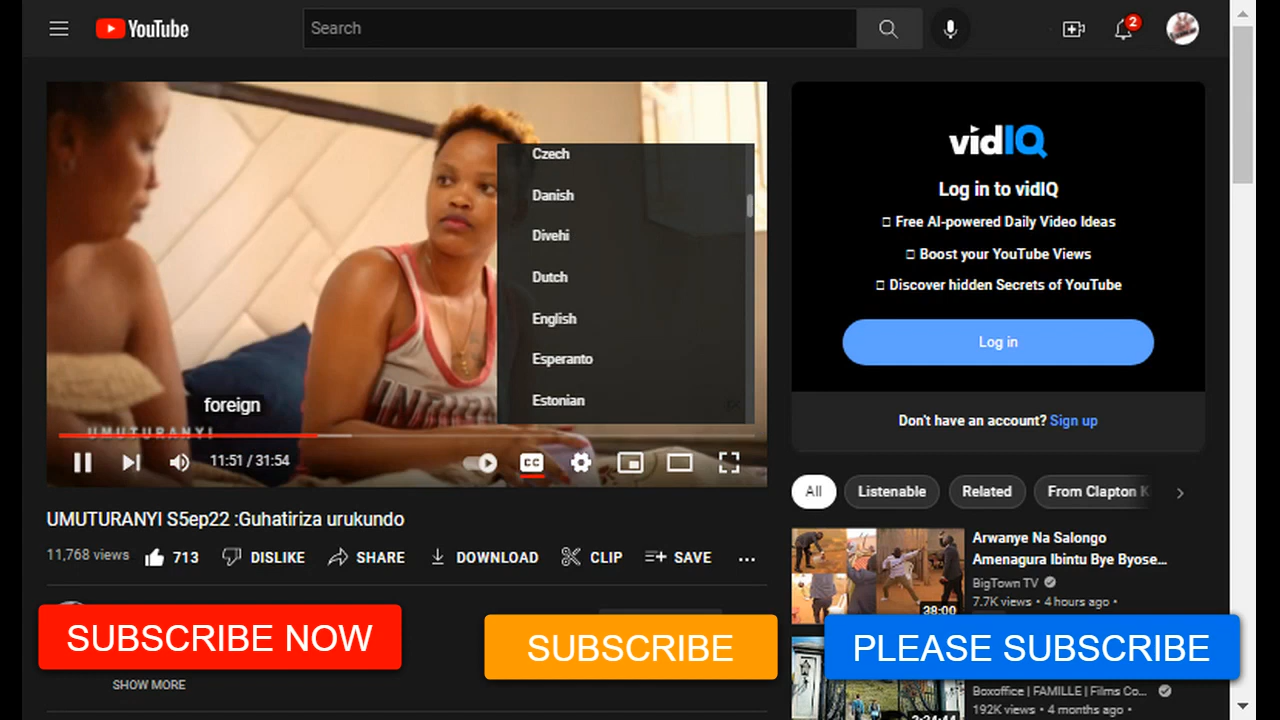 YouTube
Search
2
vidIQ
Log in to vidIQ
Free AI-powered Daily Video Ideas
Boost your YouTube Views
Discover hidden Secrets of YouTube
Log in
Don't have an account? Sign up
Czech
Danish
Divehi
Dutch
English
Esperanto
Estonian
INDIAN
foreign
UMUTURANYI
11:51 / 31:54
CC
UMUTURANYI S5ep22 :Guhatiriza urukundo
11,768 views
713
DISLIKE
SHARE
DOWNLOAD
CLIP
SAVE
...
All
Listenable
Related
From Clapton K
Arwanye Na Salongo
Amenagura Ibintu Bye Byose...
BigTown TV
7.7K views • 4 hours ago •
38:00
SUBSCRIBE NOW
SUBSCRIBE
PLEASE SUBSCRIBE
SHOW MORE
Boxoffice | FAMILLE | Films Co...
192K views • 4 months ago •